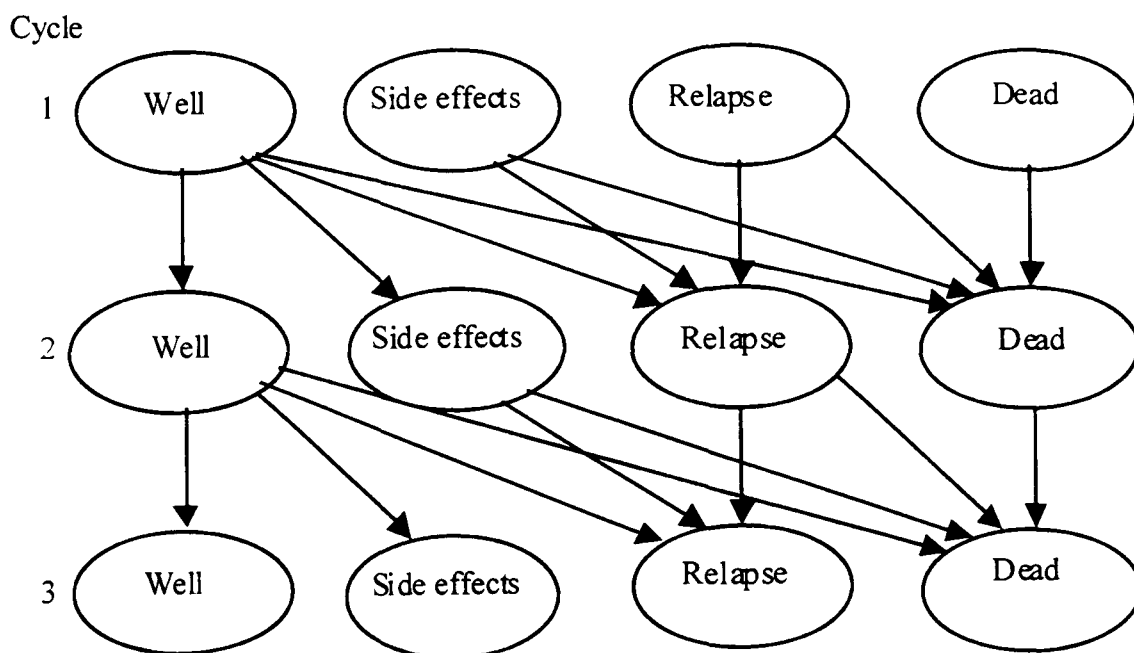 Cycle
1 Well Side effects Relapse Dead
2 Well Side effects Relapse Dead
3 Well Side effects Relapse Dead